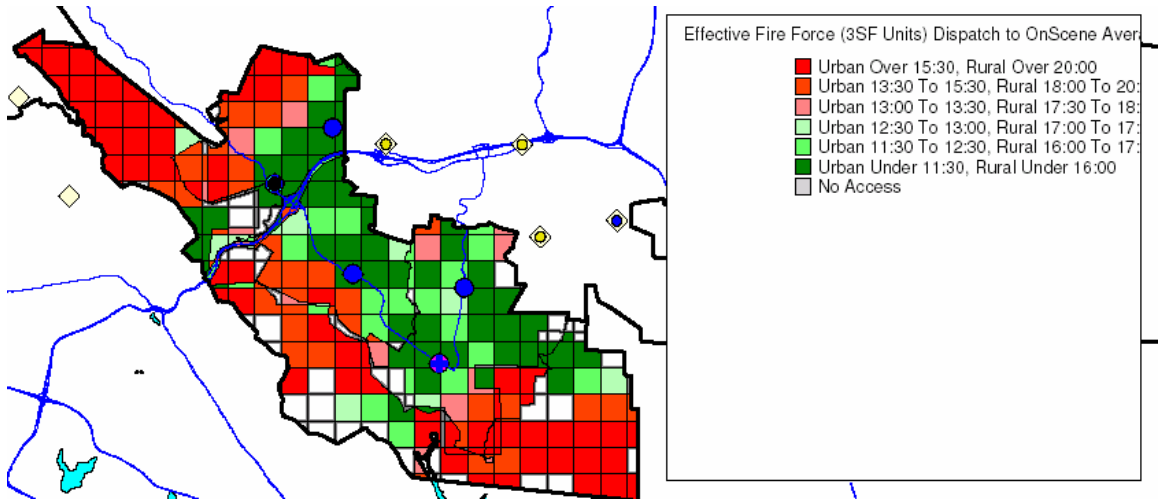 Effective Fire Force (3SF Units) Dispatch to OnScene Aver
Urban Over 15:30, Rural Over 20:00
Urban 13:30 To 15:30, Rural 18:00 To 20:
Urban 13:00 To 13:30, Rural 17:30 To 18:
Urban 12:30 To 13:00, Rural 17:00 To 17:
Urban 11:30 To 12:30, Rural 16:00 To 17:
Urban Under 11:30, Rural Under 16:00
No Access